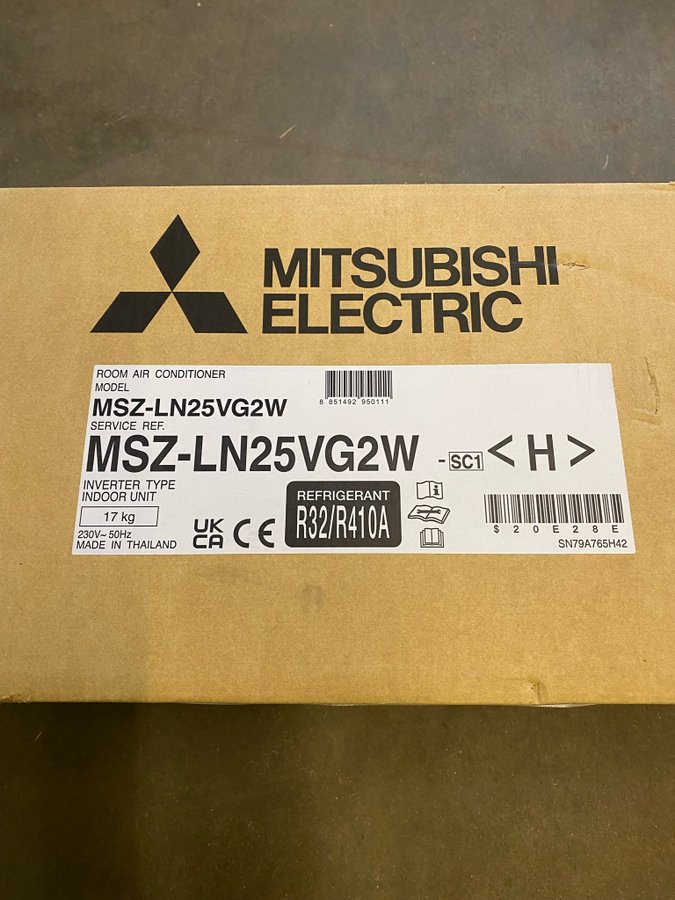 MITSUBISHI
ELECTRIC
ROOM AIR CONDITIONER
MODEL
8 851492 950111
MSZ-LN25VG2W
SERVICE REF.
MSZ-LN25VG2W -SC1 <H>
INVERTER TYPE
INDOOR UNIT
17 kg
230V~ 50Hz
MADE IN THAILAND
UK
CA CE
REFRIGERANT
R32/R410A
$20E28E
SN79A765H42